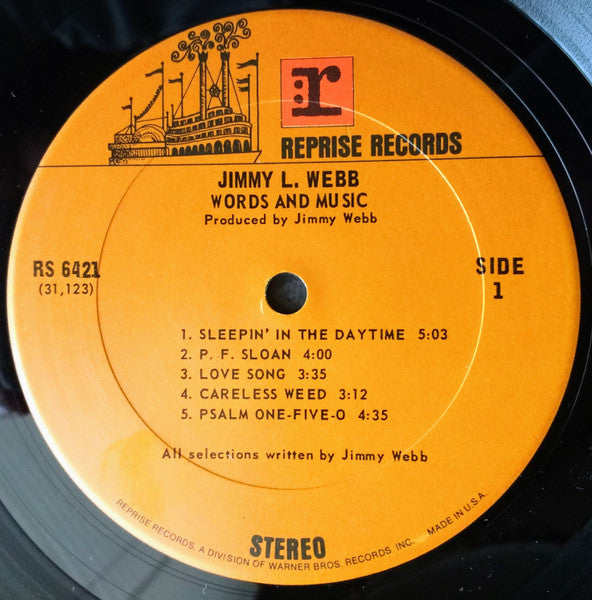 r
REPRISE RECORDS
JIMMY L. WEBB
WORDS AND MUSIC
Produced by Jimmy Webb
RS 6421
(31,123)
SIDE
1
1. SLEEPIN' IN THE DAYTIME 5:03
2. P. F. SLOAN 4:00
3. LOVE SONG 3:35
4. CARELESS WEED 3:12
5. PSALM ONE-FIVE-O 4:35
All selections written by Jimmy Webb
STEREO
REPRISE RECORDS, A DIVISION OF WARNER BROS. RECORDS, INC. MADE IN U.S.A.